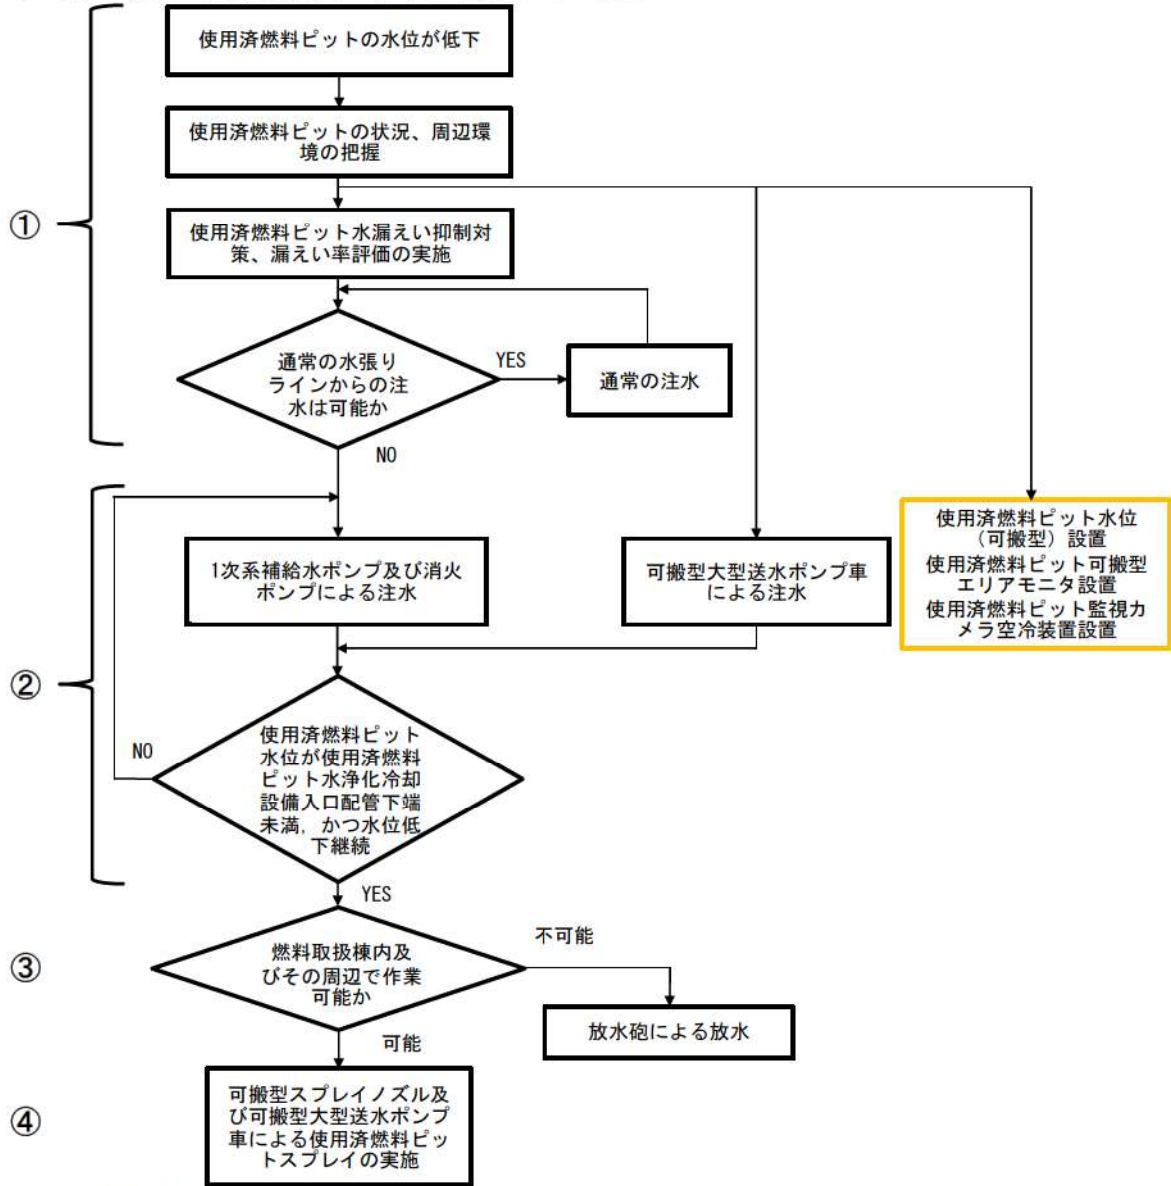 ①
使用済燃料ピットの水位が低下
使用済燃料ピットの状況、周辺環
境の把握
使用済燃料ピット水漏えい抑制対
策、漏えい率評価の実施
通常の水張り
ラインからの注
水は可能か
YES
通常の注水
NO
②
1次系補給水ポンプ及び消火
ポンプによる注水
可搬型大型送水ポンプ車
による注水
使用済燃料ピット水位
（可搬型）設置
使用済燃料ピット可搬型
エリアモニタ設置
使用済燃料ピット監視カ
メラ空冷装置設置
使用済燃料ピット
水位が使用済燃料
ピット水浄化冷却
設備入口配管下端
未満，かつ水位低
下継続
NO
YES
③
燃料取扱棟内及
びその周辺で作業
可能か
不可能
放水砲による放水
可能
④
可搬型スプレイノズル及
び可搬型大型送水ポンプ
車による使用済燃料ピッ
トスプレイの実施